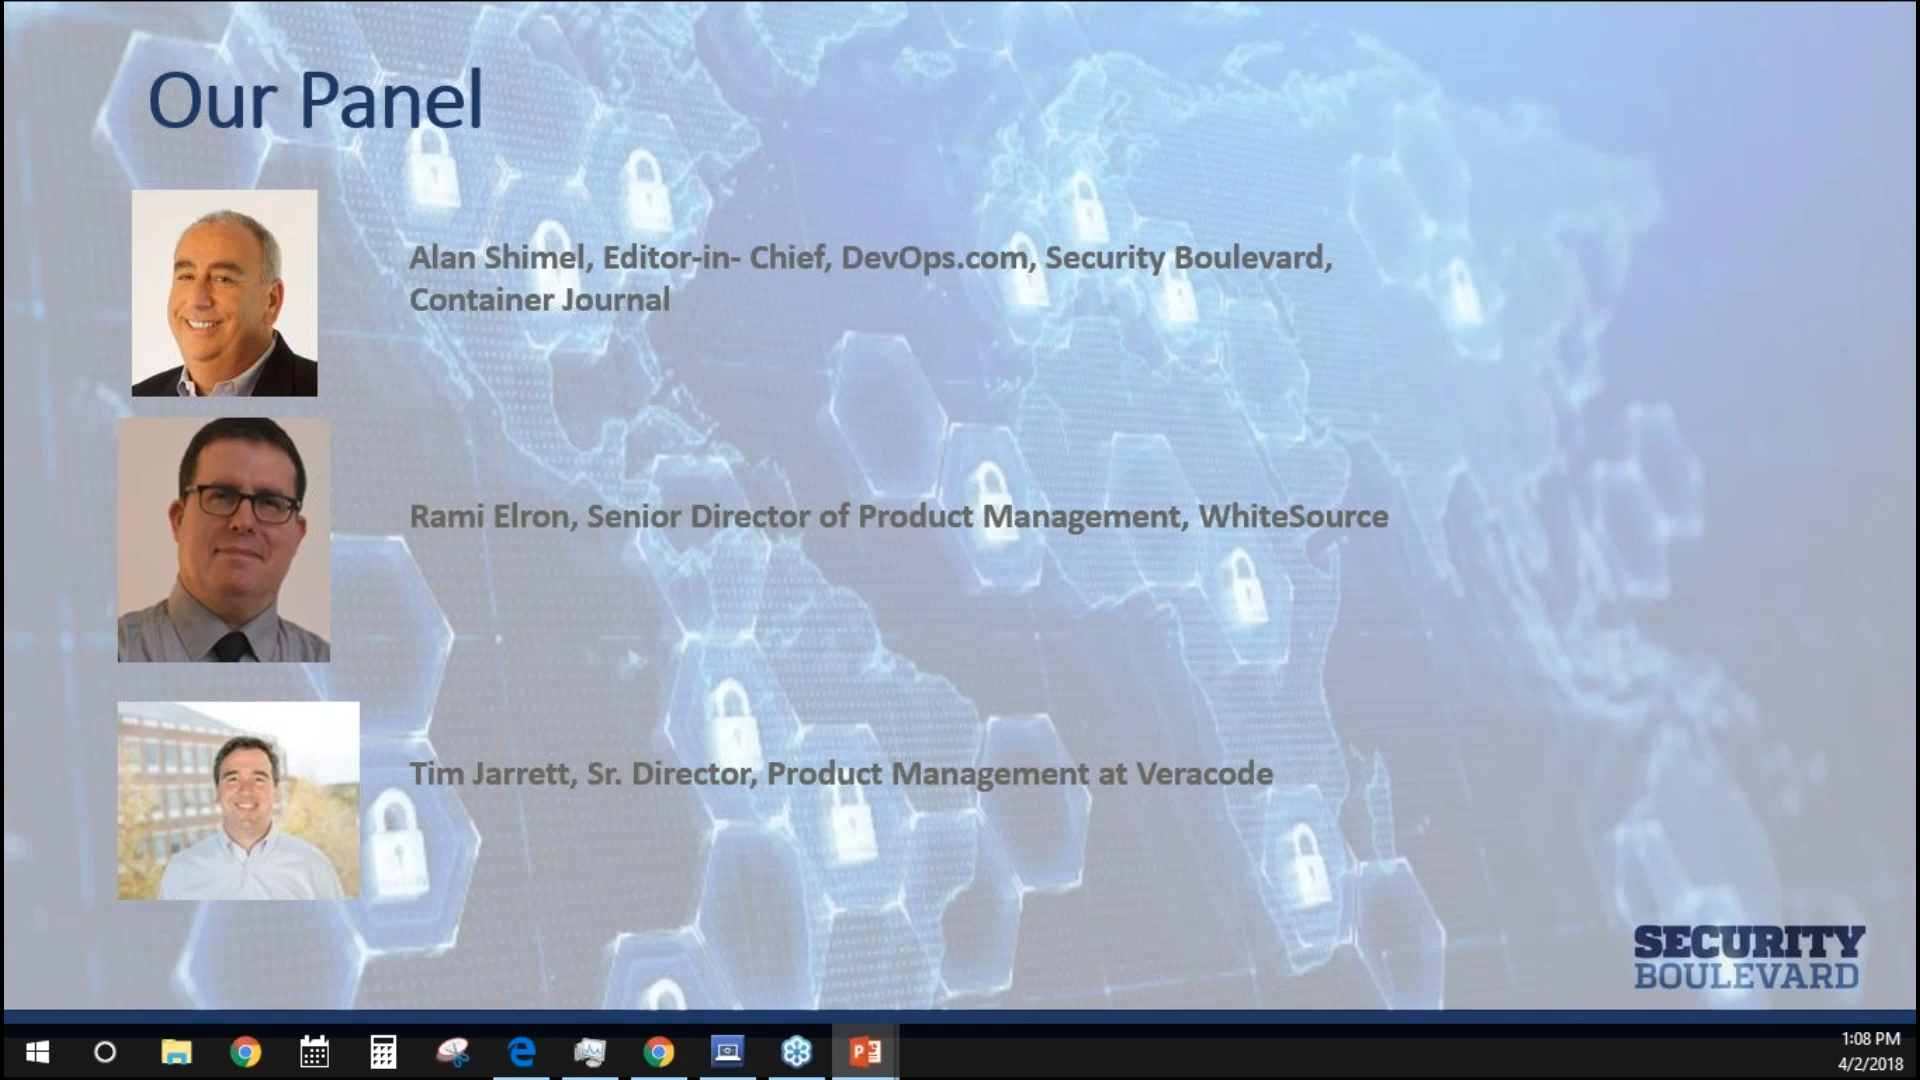 Our Panel
Alan Shimel, Editor-in- Chief, DevOps.com, Security Boulevard,
Container Journal
Rami Elron, Senior Director of Product Management, WhiteSource
Tim Jarrett, Sr. Director, Product Management at Veracode
SECURITY
BOULEVARD
1:08 PM
4/2/2018